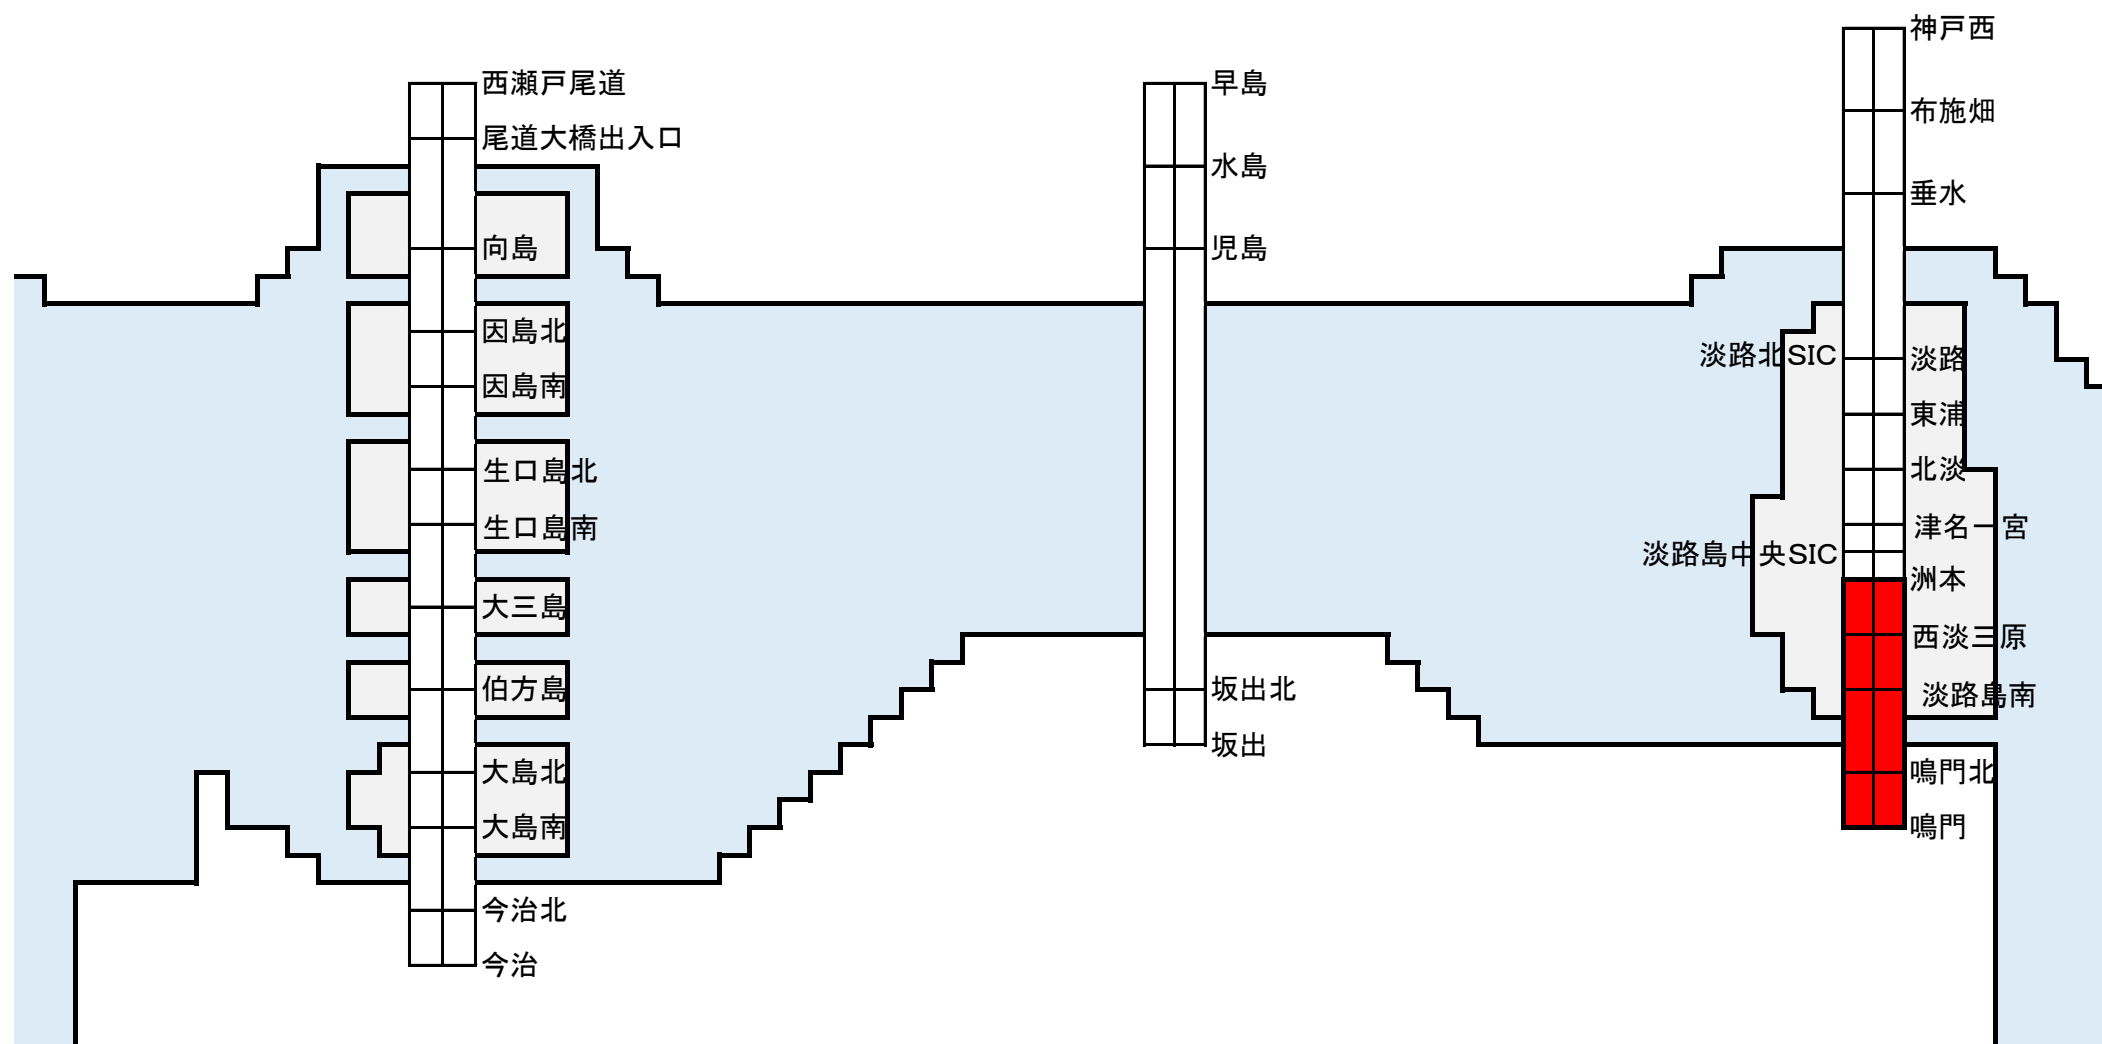 西瀬戸尾道
尾道大橋出入口
向島
因島北
因島南
生口島北
生口島南
大三島
伯方島
大島北
大島南
今治北
今治
早島
水島
児島
坂出北
坂出
神戸西
布施畑
垂水
淡路北SIC
淡路
東浦
北淡
津名一宮
淡路島中央SIC
洲本
西淡三原
淡路島南
鳴門北
鳴門